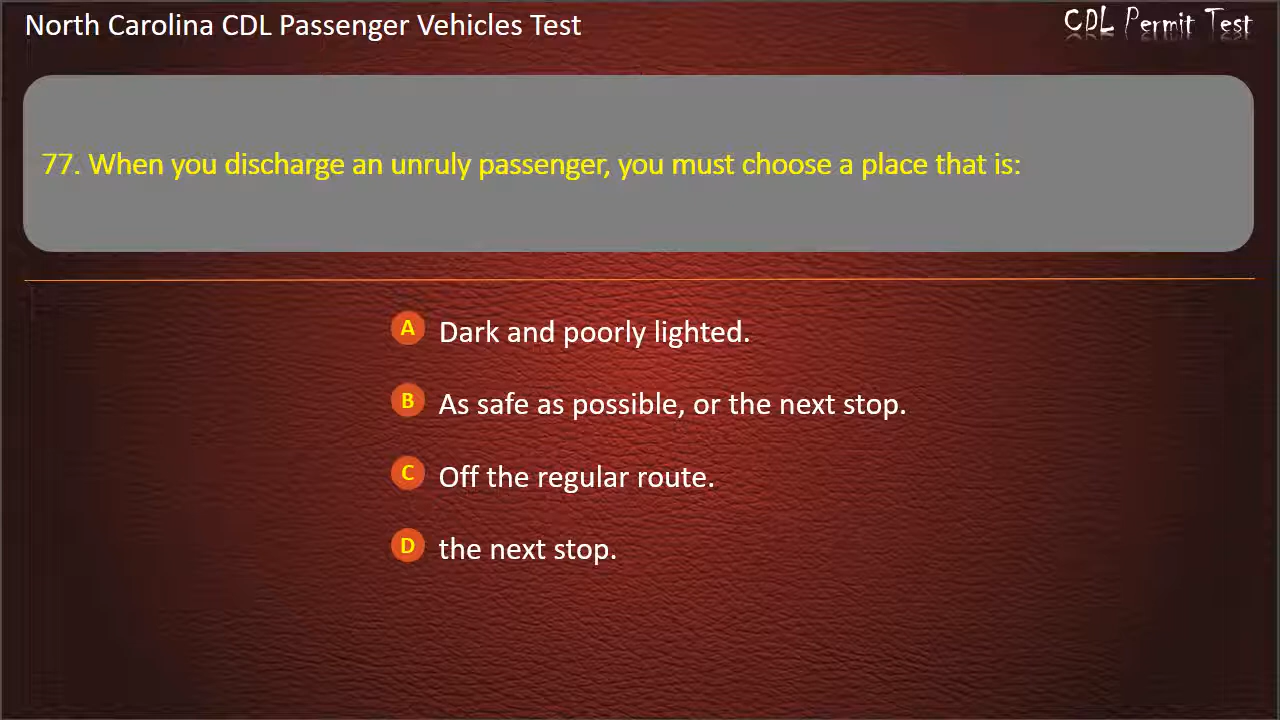 North Carolina CDL Passenger Vehicles Test
CDL Permit Test
77. When you discharge an unruly passenger, you must choose a place that is:
A Dark and poorly lighted.
B As safe as possible, or the next stop.
C Off the regular route.
D the next stop.